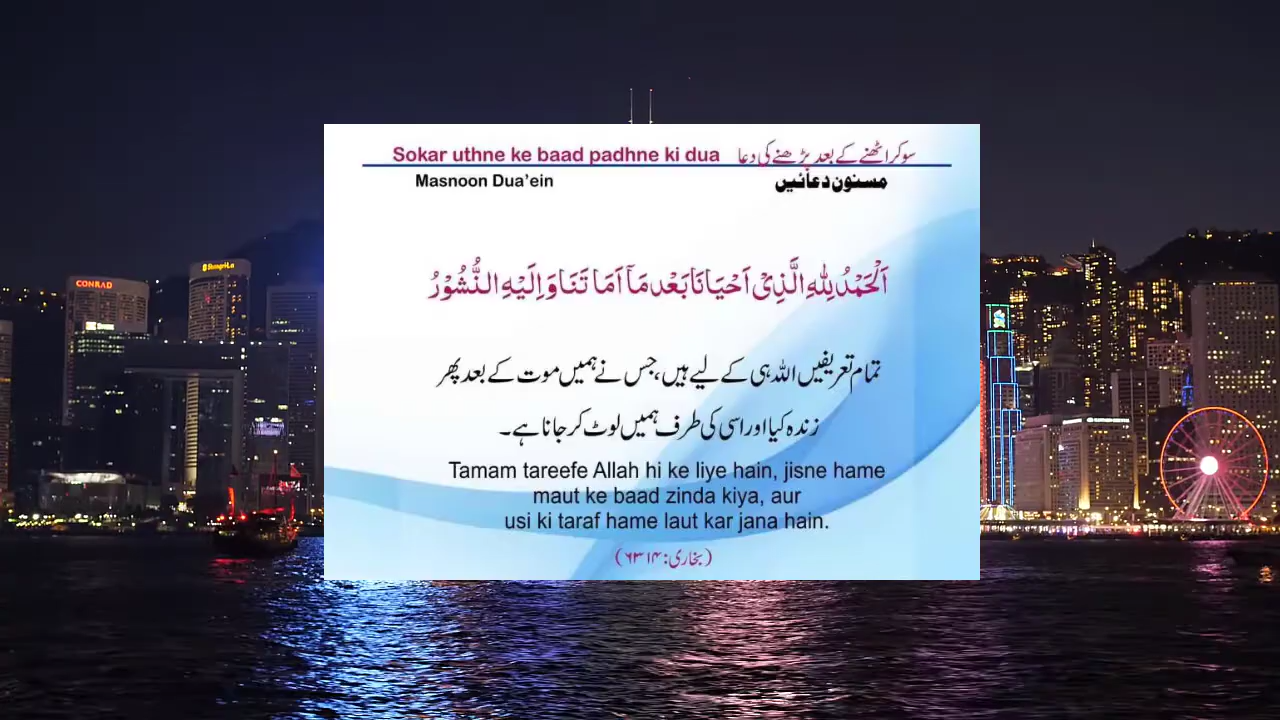 Sokar uthne ke baad padhne ki dua سوکر اٹھنے کے بعد پڑھنے کی دعا
Masnoon Dua'ein مسنون دعائیں
اَلْحَمْدُ لِلّٰهِ الَّذِیْ اَحْیَانَا بَعْدَ مَآ اَمَا تَنَا وَ اِلَیْهِ النُّشُوْرُ
تمام تعریفیں اللہ ہی کے لیے ہیں، جس نے ہمیں موت کے بعد پھر
زندہ کیا اور اسی کی طرف ہمیں لوٹ کر جانا ہے۔
Tamam tareefe Allah hi ke liye hain, jisne hame
maut ke baad zinda kiya, aur
usi ki taraf hame laut kar jana hain.
(بخاری: ۶۳۱۴)
CONRAD
Shangri-La